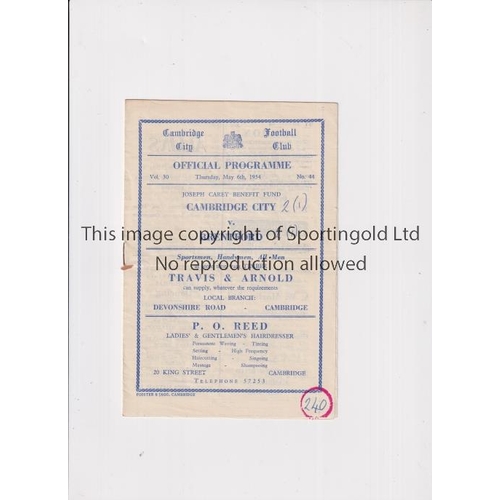 Cambridge Football
City Club
OFFICIAL PROGRAMME
Vol. 50 Thursday, May 6th, 1954 No. 44
JOSEPH CAREY BENEFIT FUND
CAMBRIDGE CITY 2 (1)
v.
This image copyright of Sportingold Ltd
BRENTFORD
Sportsmen, Handymen, All Men
No reproduction allowed
TRAVIS & ARNOLD
can supply, whatever the requirements
LOCAL BRANCH:
DEVONSHIRE ROAD - CAMBRIDGE
P. O. REED
LADIES' & GENTLEMEN'S HAIRDRESSER
Permanent Waving - Tinting
Setting - High Frequency
Haircutting - Singeing
Massage - Shampooing
20 KING STREET CAMBRIDGE
TELEPHONE 57255
240